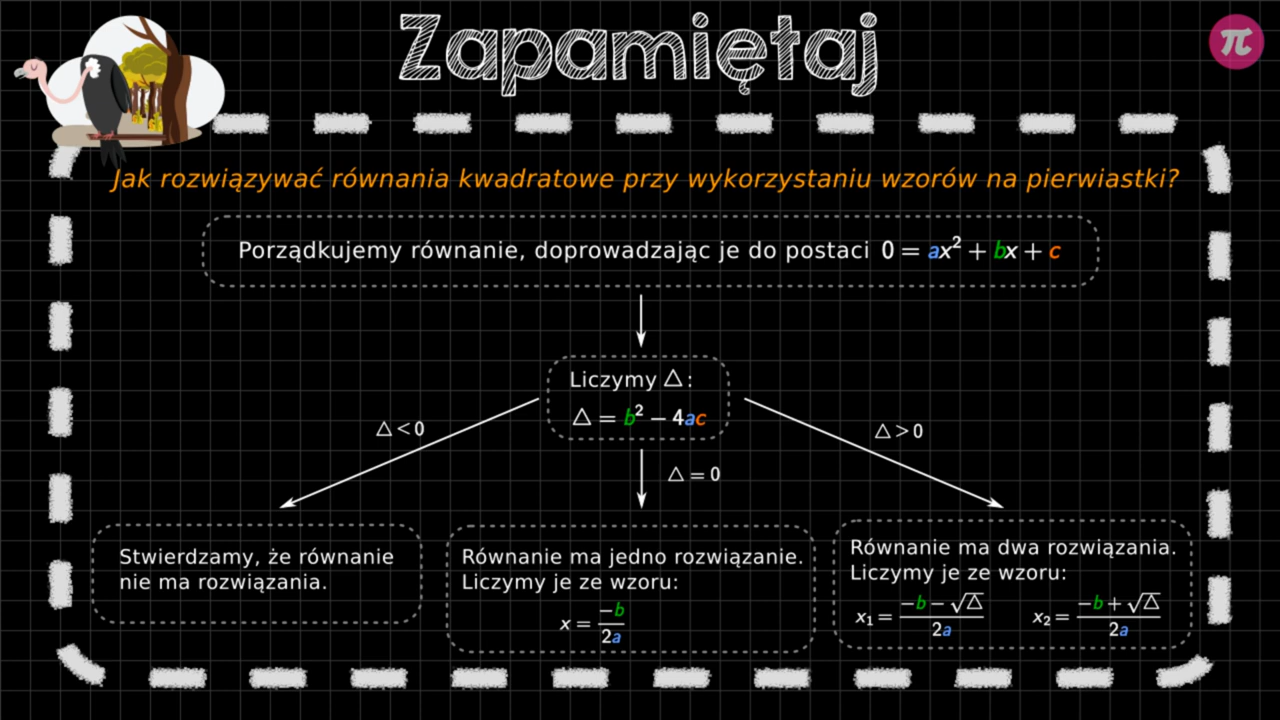 Zapamiętaj
π
Jak rozwiązywać równania kwadratowe przy wykorzystaniu wzorów na pierwiastki?
Porządkujemy równanie, doprowadzając je do postaci 0 = ax² + bx + c
Liczymy △:
△ = b² − 4ac
△ < 0
△ > 0
△ = 0
Stwierdzamy, że równanie
nie ma rozwiązania.
Równanie ma jedno rozwiązanie.
Liczymy je ze wzoru:
x = −b / 2a
Równanie ma dwa rozwiązania.
Liczymy je ze wzoru:
x₁ = −b − √△ / 2a x₂ = −b + √△ / 2a